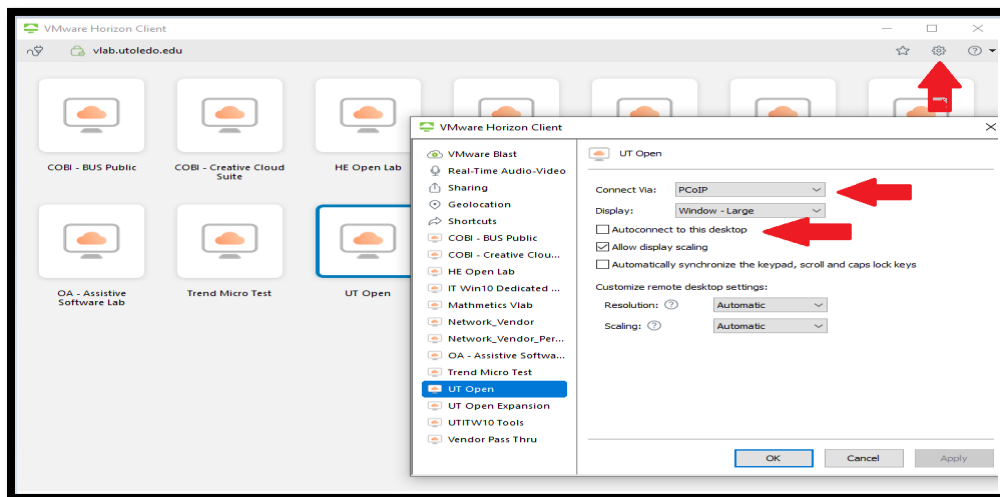 VMware Horizon Client
vlab.utoledo.edu
COBI - BUS Public
COBI - Creative Cloud
Suite
HE Open Lab
OA - Assistive
Software Lab
Trend Micro Test
UT Open
VMware Horizon Client
VMware Blast
Real-Time Audio-Video
Sharing
Geolocation
Shortcuts
COBI - BUS Public
COBI - Creative Clou...
HE Open Lab
IT Win10 Dedicated ...
Mathmetics Vlab
Network_Vendor
Network_Vendor_Per...
OA - Assistive Softwa...
Trend Micro Test
UT Open
UT Open Expansion
UTITW10 Tools
Vendor Pass Thru
UT Open
Connect Via: PCoIP
Display: Window - Large
Autoconnect to this desktop
Allow display scaling
Automatically synchronize the keypad, scroll and caps lock keys
Customize remote desktop settings:
Resolution: ? Automatic
Scaling: ? Automatic
OK Cancel Apply